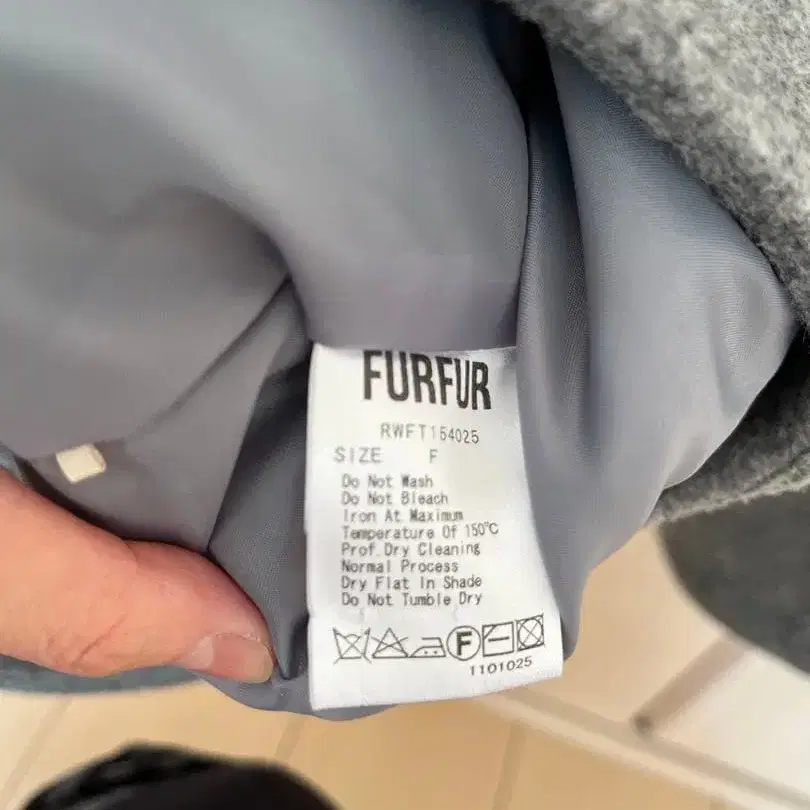 FURFUR
RWFT154025
SIZE F
Do Not Wash
Do Not Bleach
Iron At Maximum
Temperature Of 150℃
Prof.Dry Cleaning
Normal Process
Dry Flat In Shade
Do Not Tumble Dry
F
1101025